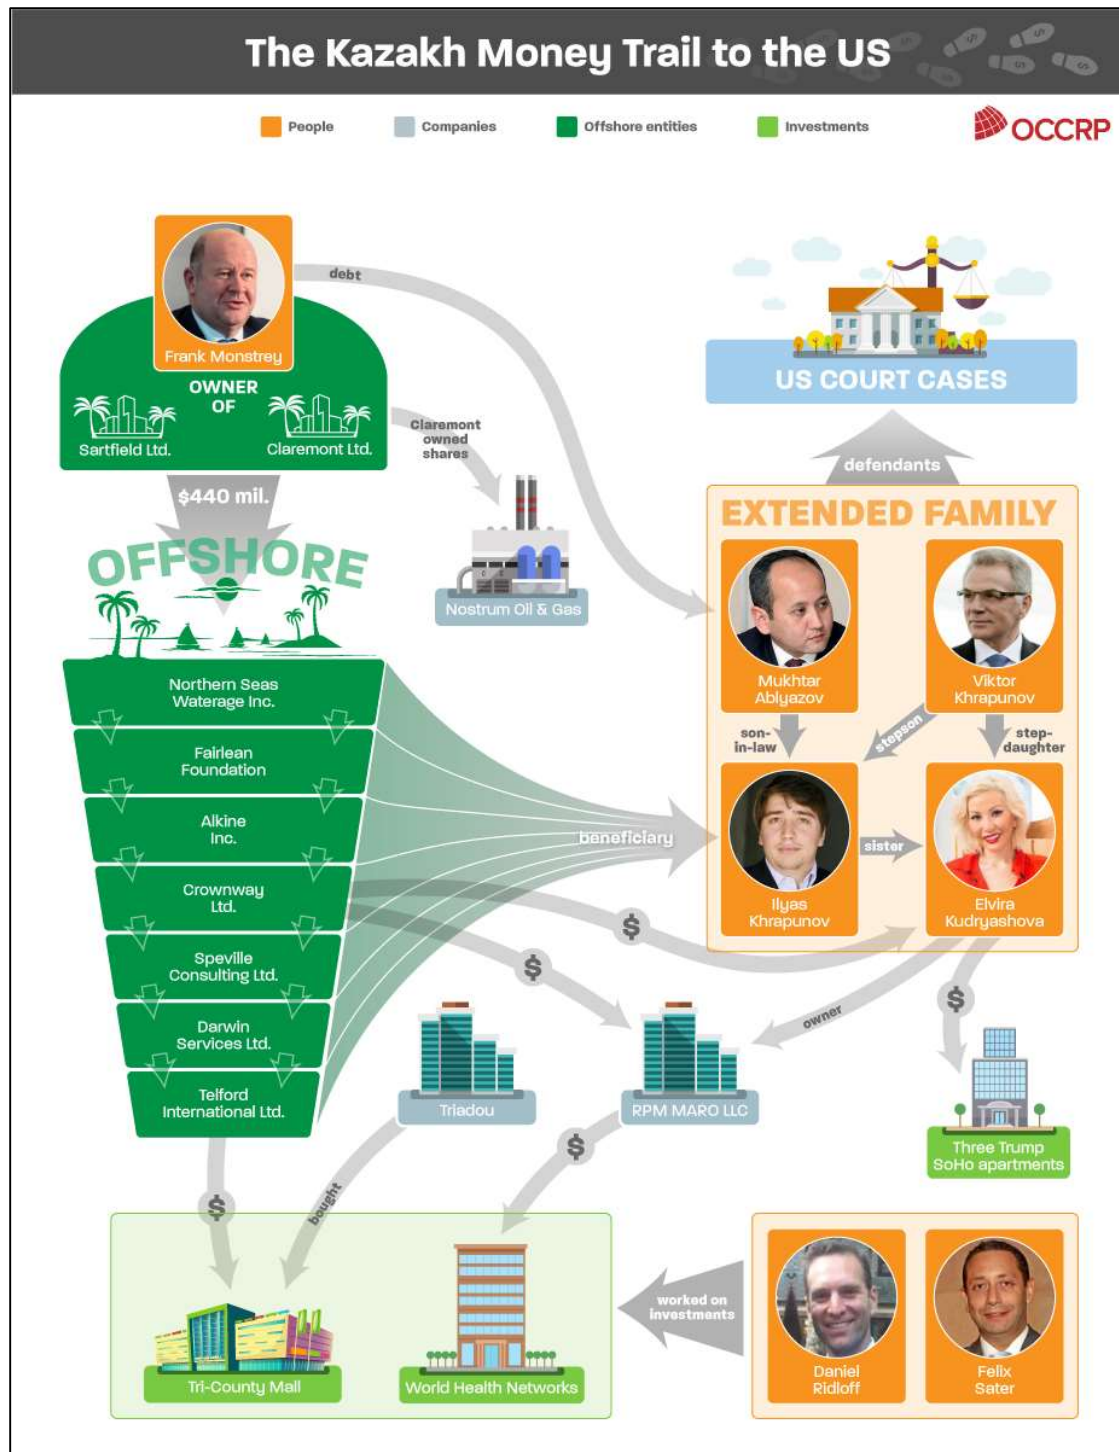 The Kazakh Money Trail to the US
People
Companies
Offshore entities
Investments
OCCRP
Frank Monstrey
OWNER
OF
Sartfield Ltd.
Claremont Ltd.
debt
Claremont
owned
shares
$440 mil.
OFFSHORE
Nostrum Oil & Gas
US COURT CASES
defendants
EXTENDED FAMILY
Mukhtar
Ablyazov
Viktor
Khrapunov
son-
in-law
stepson
step-
daughter
Ilyas
Khrapunov
sister
Elvira
Kudryashova
beneficiary
Northern Seas
Waterage Inc.
Fairlean
Foundation
Alkine
Inc.
Crownway
Ltd.
Speville
Consulting Ltd.
Darwin
Services Ltd.
Telford
International Ltd.
$
$
$
owner
Triadou
RPM MARO LLC
Three Trump
SoHo apartments
$
$
bought
Tri-County Mall
World Health Networks
worked on
investments
Daniel
Ridloff
Felix
Sater